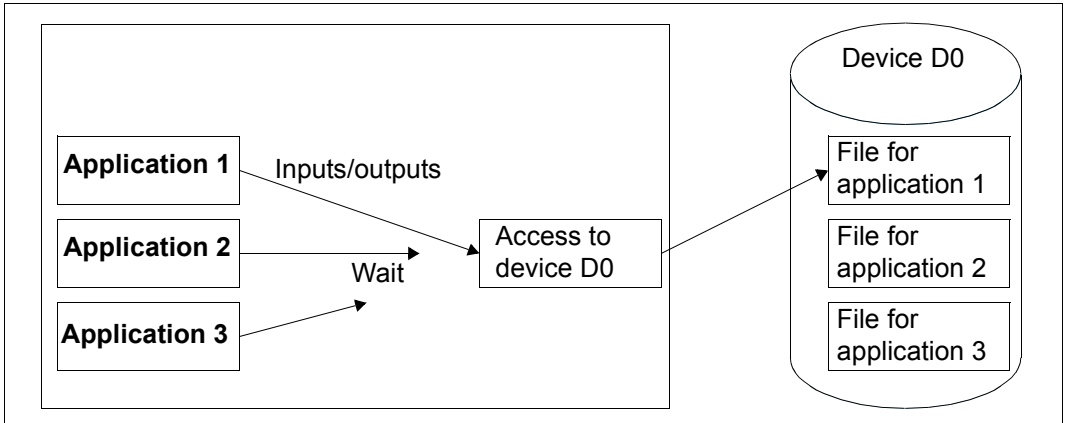 Device D0
Application 1
Inputs/outputs
File for
application 1
Application 2
Wait
Access to
device D0
File for
application 2
Application 3
File for
application 3